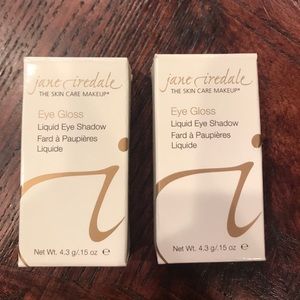 jane iredale
THE SKIN CARE MAKEUP®
Eye Gloss
Liquid Eye Shadow
Fard à Paupières
Liquide
Net Wt. 4.3 g/.15 oz e
jane iredale
THE SKIN CARE MAKEUP®
Eye Gloss
Liquid Eye Shadow
Fard à Paupières
Liquide
Net Wt. 4.3 g/.15 oz e